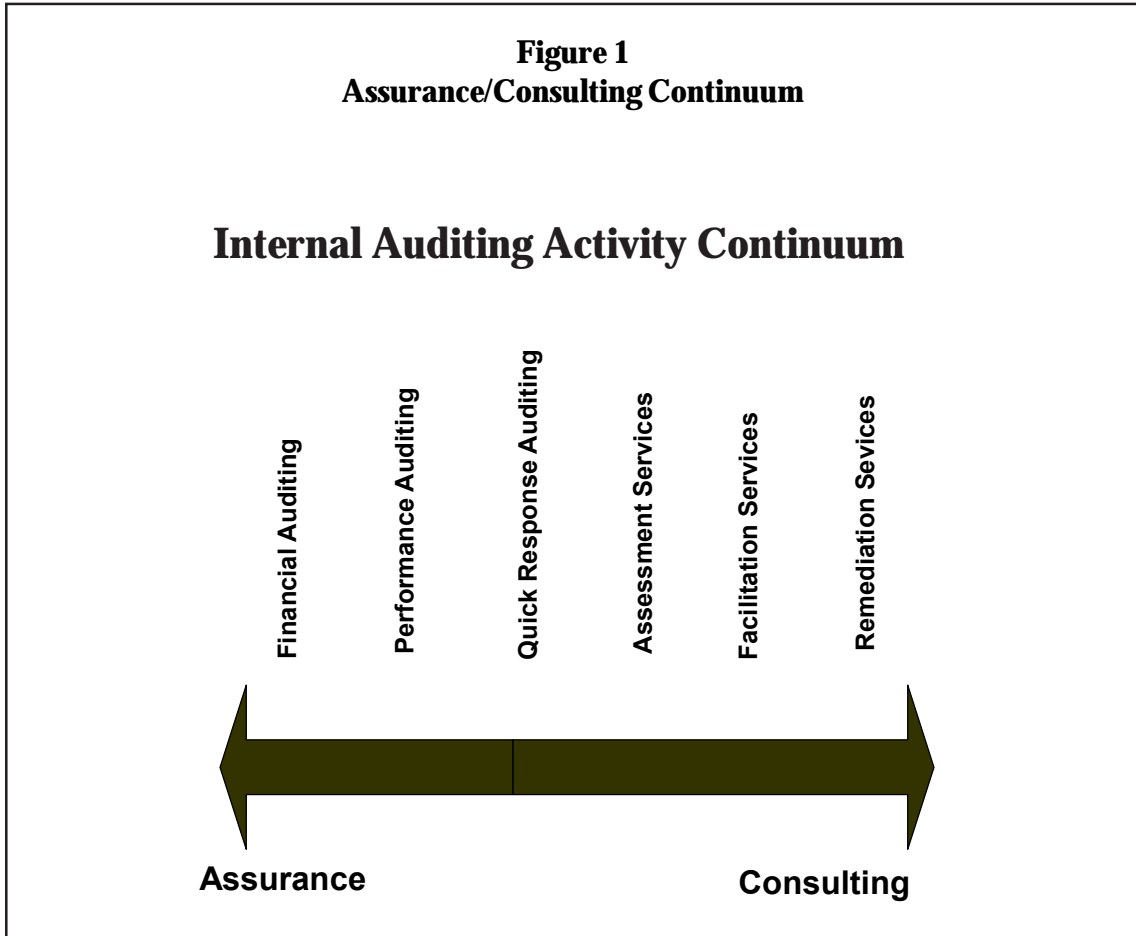 Figure 1
Assurance/Consulting Continuum
Internal Auditing Activity Continuum
Financial Auditing
Performance Auditing
Quick Response Auditing
Assessment Services
Facilitation Services
Remediation Sevices
Assurance
Consulting